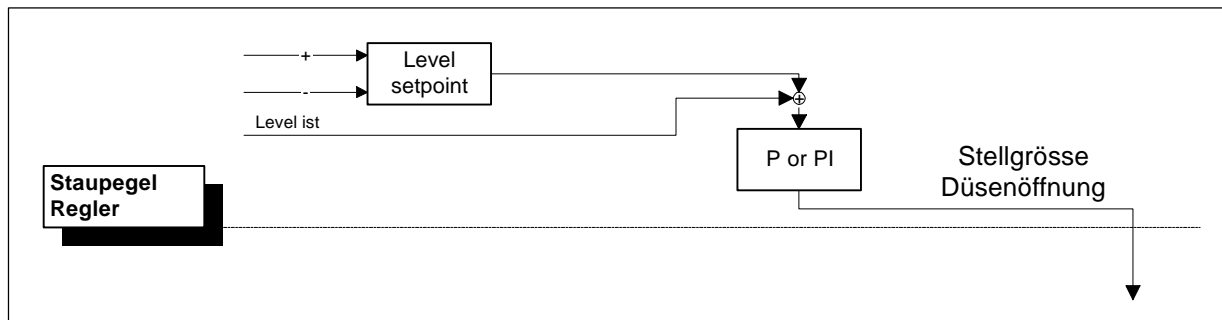 +
Level
setpoint
-
Level ist
+
P or PI
Stellgrösse
Düsenöffnung
Staupegel
Regler